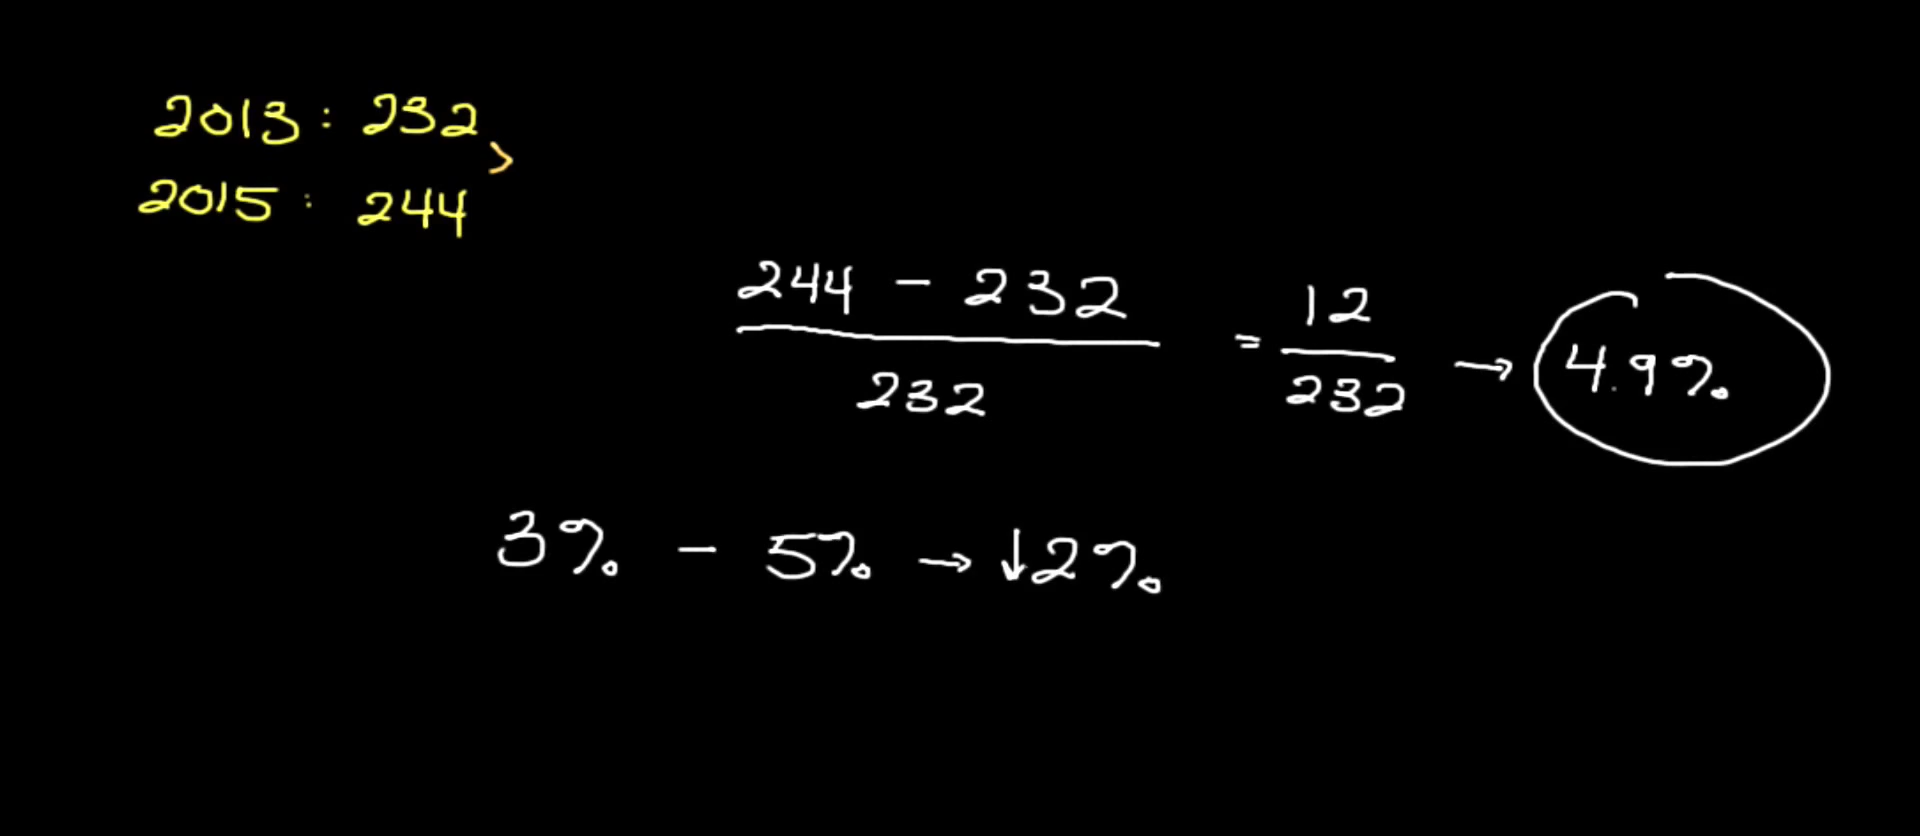 2013 : 232 >
2015 : 244
244 - 232
232
= 12
232
→ 4.9%
3% - 5% → ↓2%